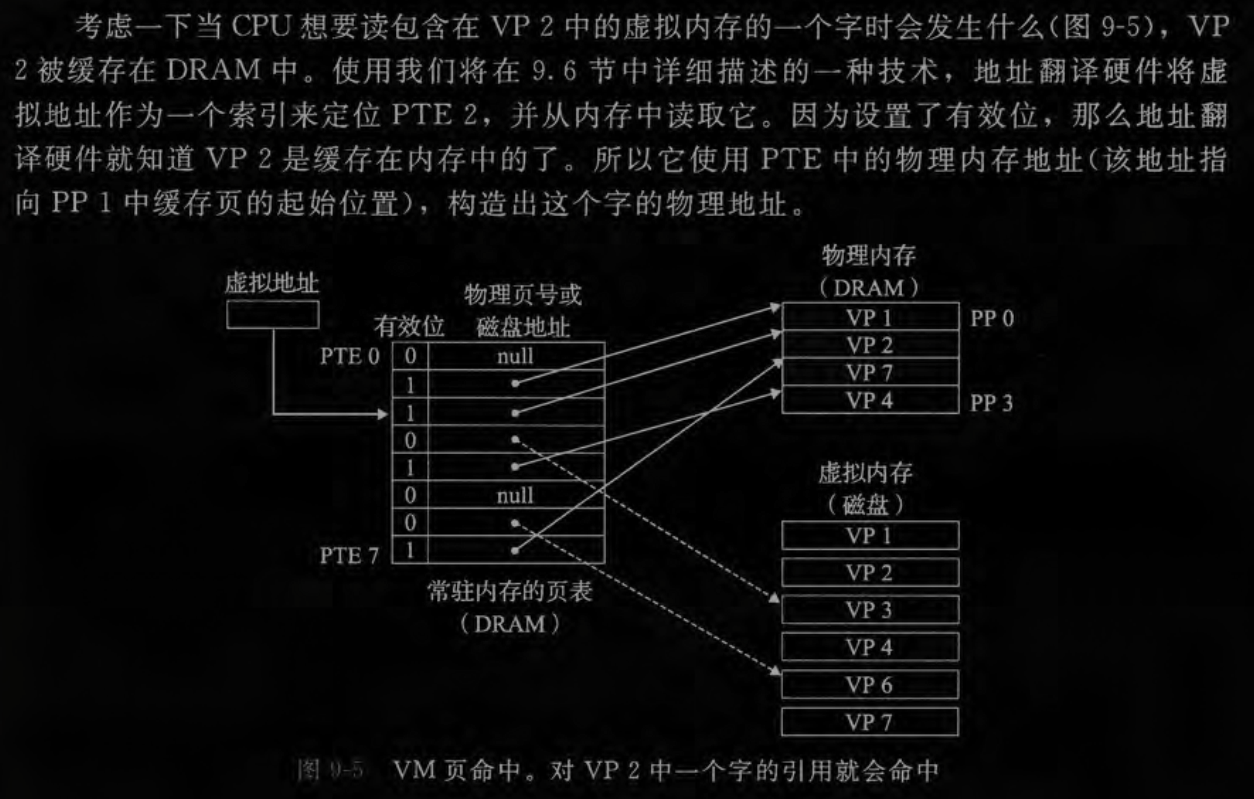 考虑一下当 CPU 想要读包含在 VP 2 中的虚拟内存的一个字时会发生什么(图 9-5)，VP
2 被缓存在 DRAM 中。使用我们将在 9.6 节中详细描述的一种技术，地址翻译硬件将虚
拟地址作为一个索引来定位 PTE 2，并从内存中读取它。因为设置了有效位，那么地址翻
译硬件就知道 VP 2 是缓存在内存中的了。所以它使用 PTE 中的物理内存地址(该地址指
向 PP 1 中缓存页的起始位置)，构造出这个字的物理地址。
虚拟地址
有效位
物理页号或
磁盘地址
PTE 0 0 null
1
1
0
1
0 null
0
PTE 7 1
常驻内存的页表
（DRAM）
物理内存
（DRAM）
VP 1 PP 0
VP 2
VP 7
VP 4 PP 3
虚拟内存
（磁盘）
VP 1
VP 2
VP 3
VP 4
VP 6
VP 7
图 9-5 VM 页命中。对 VP 2 中一个字的引用就会命中